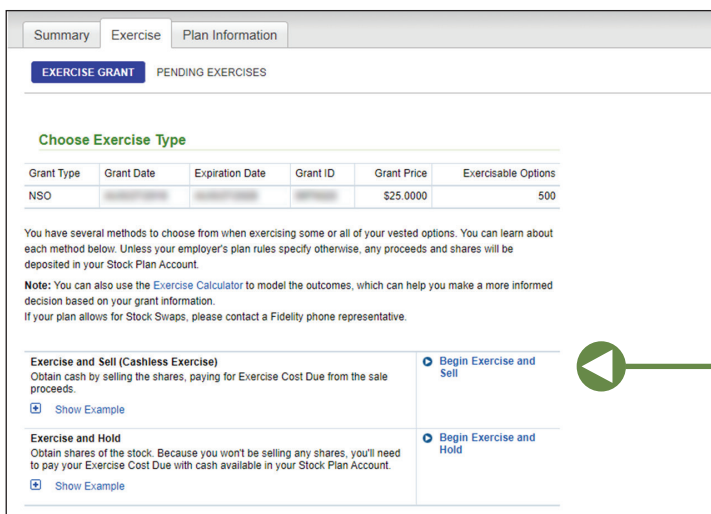 Summary Exercise Plan Information
EXERCISE GRANT PENDING EXERCISES
Choose Exercise Type
Grant Type Grant Date Expiration Date Grant ID Grant Price Exercisable Options
NSO $25.0000 500
You have several methods to choose from when exercising some or all of your vested options. You can learn about
each method below. Unless your employer's plan rules specify otherwise, any proceeds and shares will be
deposited in your Stock Plan Account.
Note: You can also use the Exercise Calculator to model the outcomes, which can help you make a more informed
decision based on your grant information.
If your plan allows for Stock Swaps, please contact a Fidelity phone representative.
Exercise and Sell (Cashless Exercise)
Obtain cash by selling the shares, paying for Exercise Cost Due from the sale
proceeds.
Show Example
Begin Exercise and
Sell
Exercise and Hold
Obtain shares of the stock. Because you won't be selling any shares, you'll need
to pay your Exercise Cost Due with cash available in your Stock Plan Account.
Show Example
Begin Exercise and
Hold